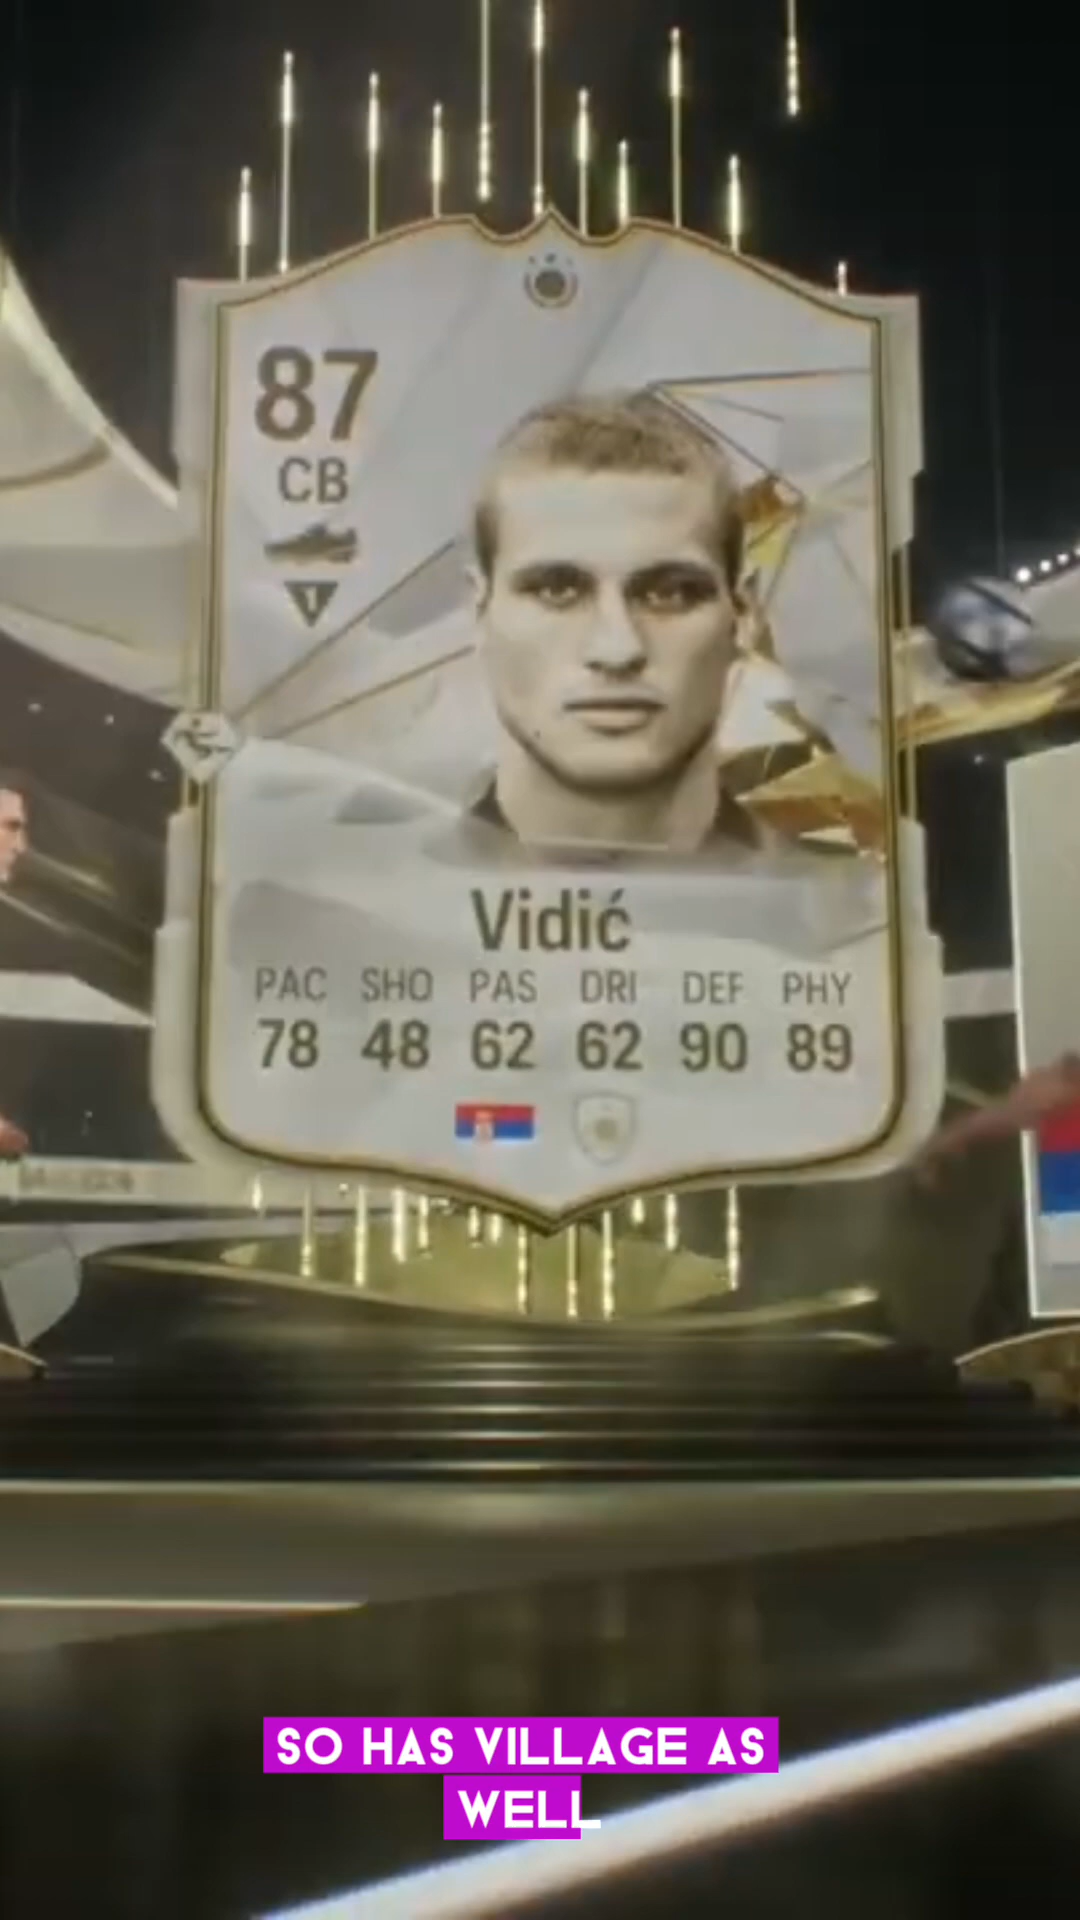 87
CB
1
Vidić
PAC SHO PAS DRI DEF PHY
78 48 62 62 90 89
SO HAS VILLAGE AS
WELL